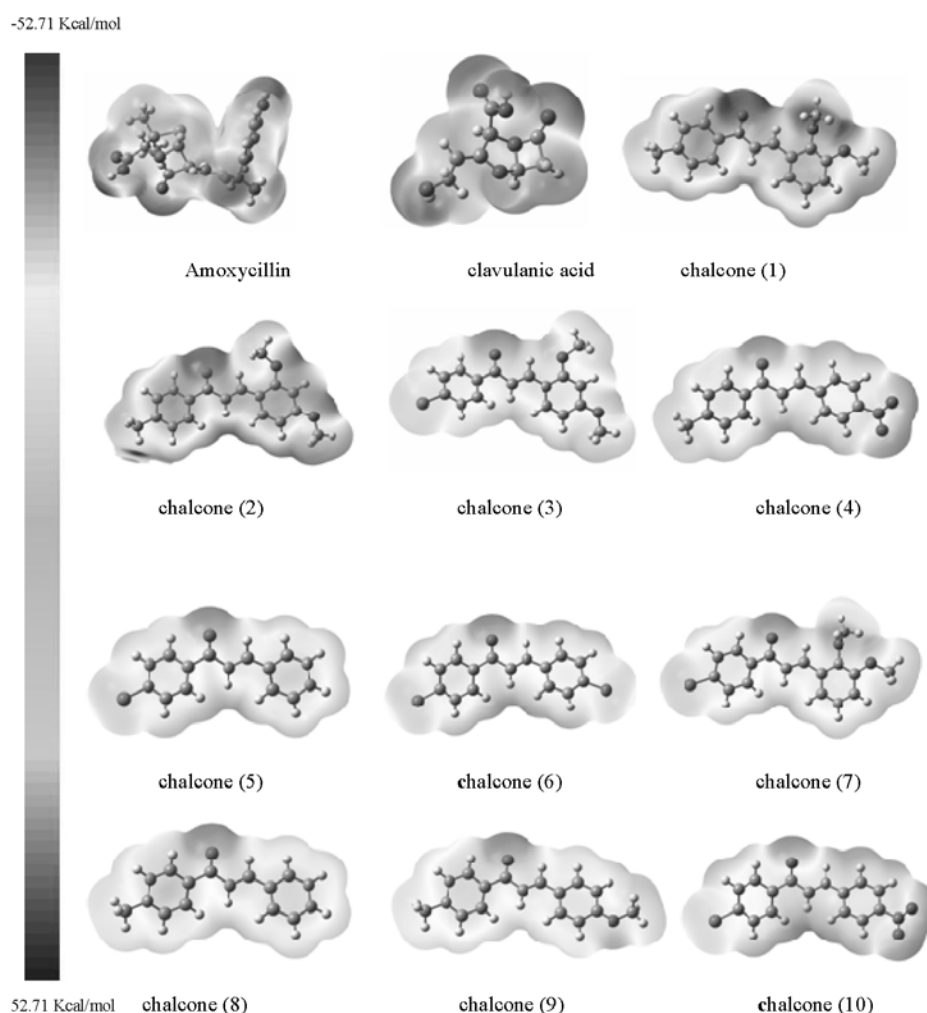 -52.71 Kcal/mol
Amoxycillin clavulanic acid chalcone (1)
chalcone (2) chalcone (3) chalcone (4)
chalcone (5) chalcone (6) chalcone (7)
52.71 Kcal/mol chalcone (8) chalcone (9) chalcone (10)